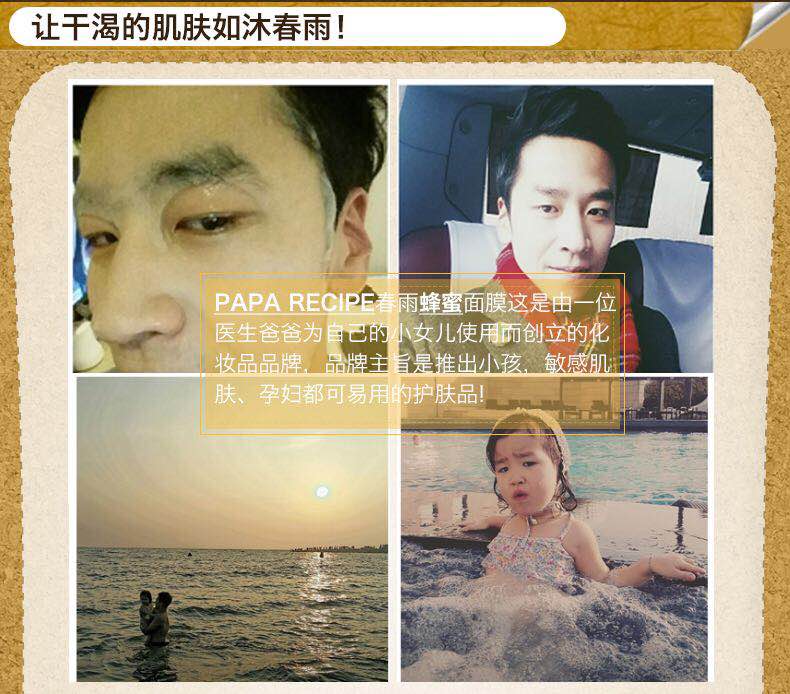 让干渴的肌肤如沐春雨！
PAPA RECIPE春雨蜂蜜面膜这是由一位
医生爸爸为自己的小女儿使用而创立的化
妆品品牌，品牌主旨是推出小孩，敏感肌
肤、孕妇都可易用的护肤品!